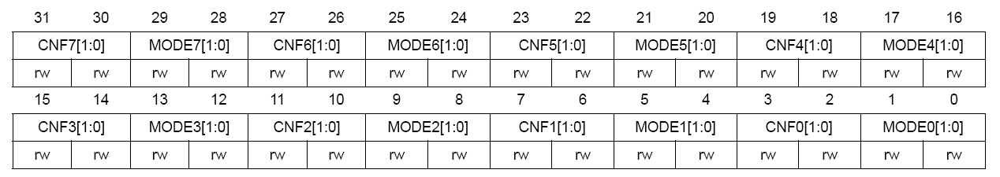 31 30 29 28 27 26 25 24 23 22 21 20 19 18 17 16
CNF7[1:0] MODE7[1:0] CNF6[1:0] MODE6[1:0] CNF5[1:0] MODE5[1:0] CNF4[1:0] MODE4[1:0]
rw rw rw rw rw rw rw rw rw rw rw rw rw rw rw rw
15 14 13 12 11 10 9 8 7 6 5 4 3 2 1 0
CNF3[1:0] MODE3[1:0] CNF2[1:0] MODE2[1:0] CNF1[1:0] MODE1[1:0] CNF0[1:0] MODE0[1:0]
rw rw rw rw rw rw rw rw rw rw rw rw rw rw rw rw